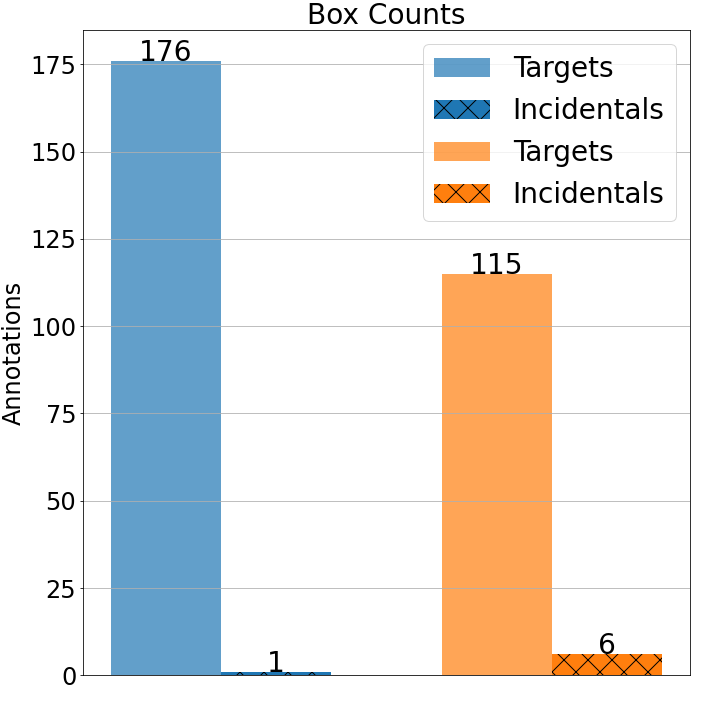 Box Counts
Annotations
175
150
125
100
75
50
25
0
176
1
115
6
Targets
Incidentals
Targets
Incidentals